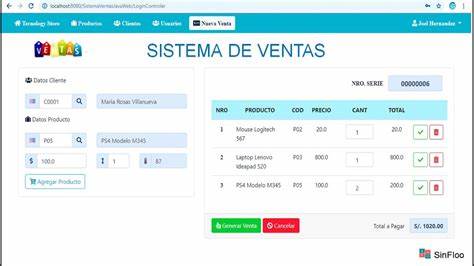 localhost:8080/SistemaVentasJavaWeb/LoginControler
Tecnology Store Productos Clientes Usuarios Nueva Venta Joel Hernandez
VENTAS SISTEMA DE VENTAS
Datos Cliente
C0001 Maria Rosas Villanueva
Datos Producto
P05 PS4 Modelo M345
$ 100.0 1 87
Agregar Producto
NRO. SERIE 00000006
NRO PRODUCTO COD PRECIO CANT TOTAL
1 Mouse Logitech 567 P02 20.0 1 20.0
2 Laptop Lenovo Ideapad 520 P03 800.0 1 800.0
3 PS4 Modelo M345 P05 100.0 2 200.0
Generar Venta Cancelar Total a Pagar S/. 1020.00
SinFloo